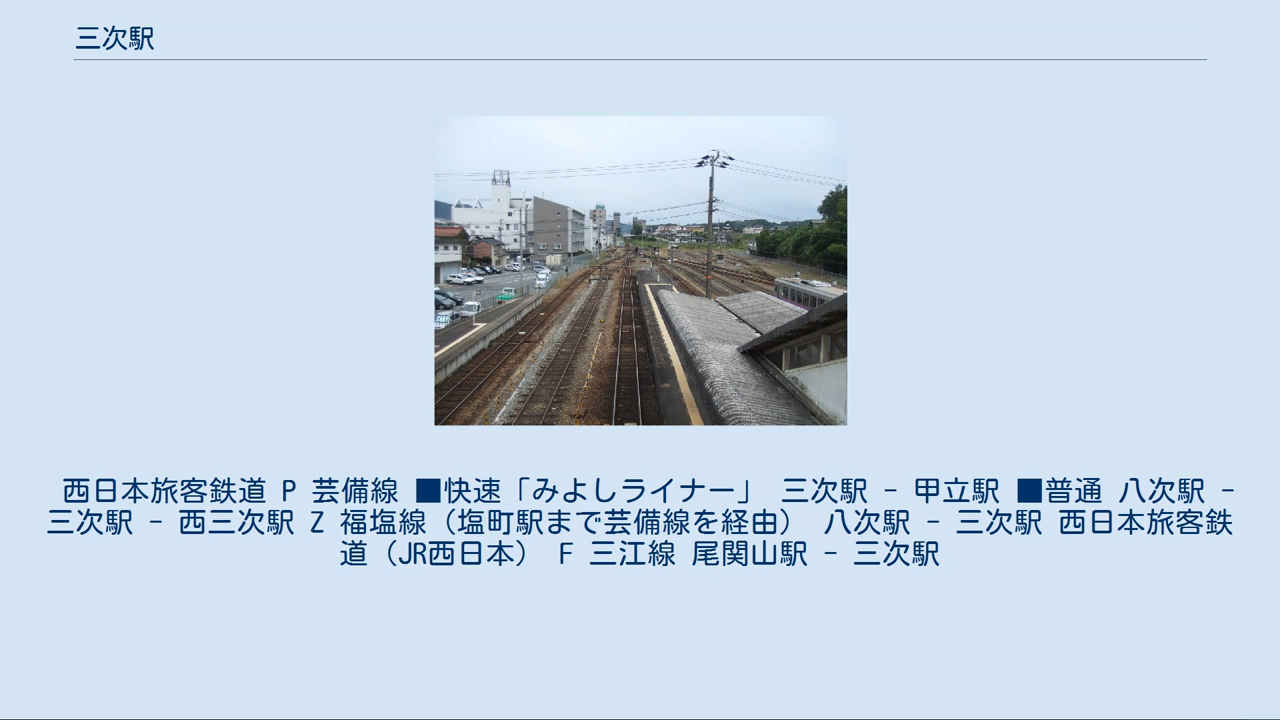 三次駅
西日本旅客鉄道 P 芸備線 ■快速「みよしライナー」 三次駅 - 甲立駅 ■普通 八次駅 -
三次駅 - 西三次駅 Z 福塩線（塩町駅まで芸備線を経由） 八次駅 - 三次駅 西日本旅客鉄
道（JR西日本） F 三江線 尾関山駅 - 三次駅